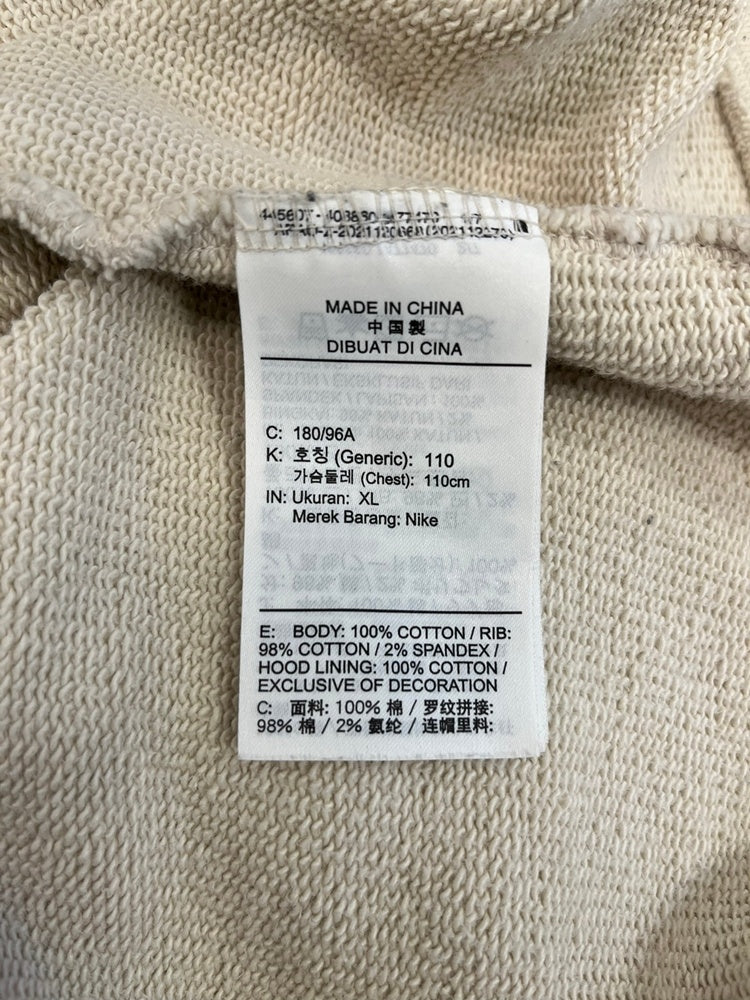 MADE IN CHINA
中国製
DIBUAT DI CINA
C: 180/96A
K: 호칭 (Generic): 110
가슴둘레 (Chest): 110cm
IN: Ukuran: XL
Merek Barang: Nike
E: BODY: 100% COTTON / RIB:
98% COTTON / 2% SPANDEX /
HOOD LINING: 100% COTTON /
EXCLUSIVE OF DECORATION
C: 面料: 100% 棉 / 罗纹拼接:
98% 棉 / 2% 氨纶 / 连帽里料: